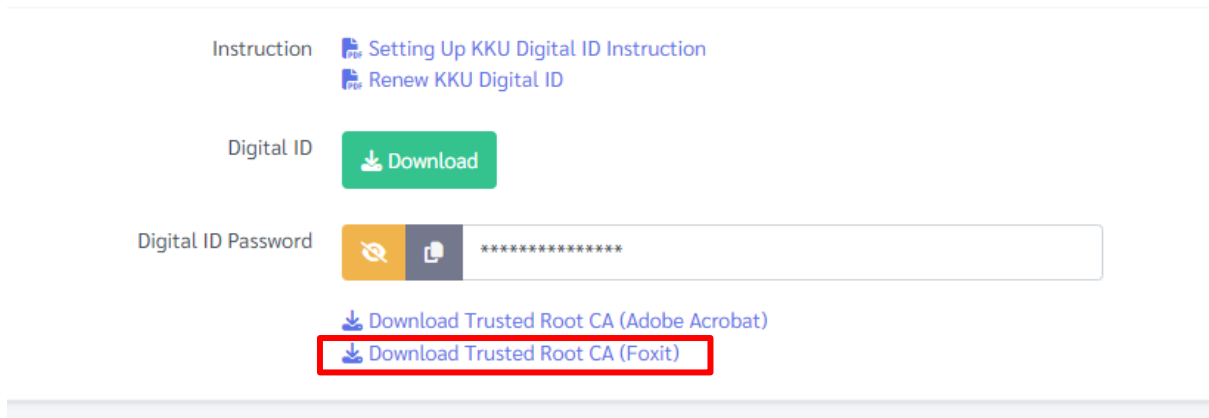 Instruction
Setting Up KKU Digital ID Instruction
Renew KKU Digital ID
Digital ID
Download
Digital ID Password
***************
Download Trusted Root CA (Adobe Acrobat)
Download Trusted Root CA (Foxit)